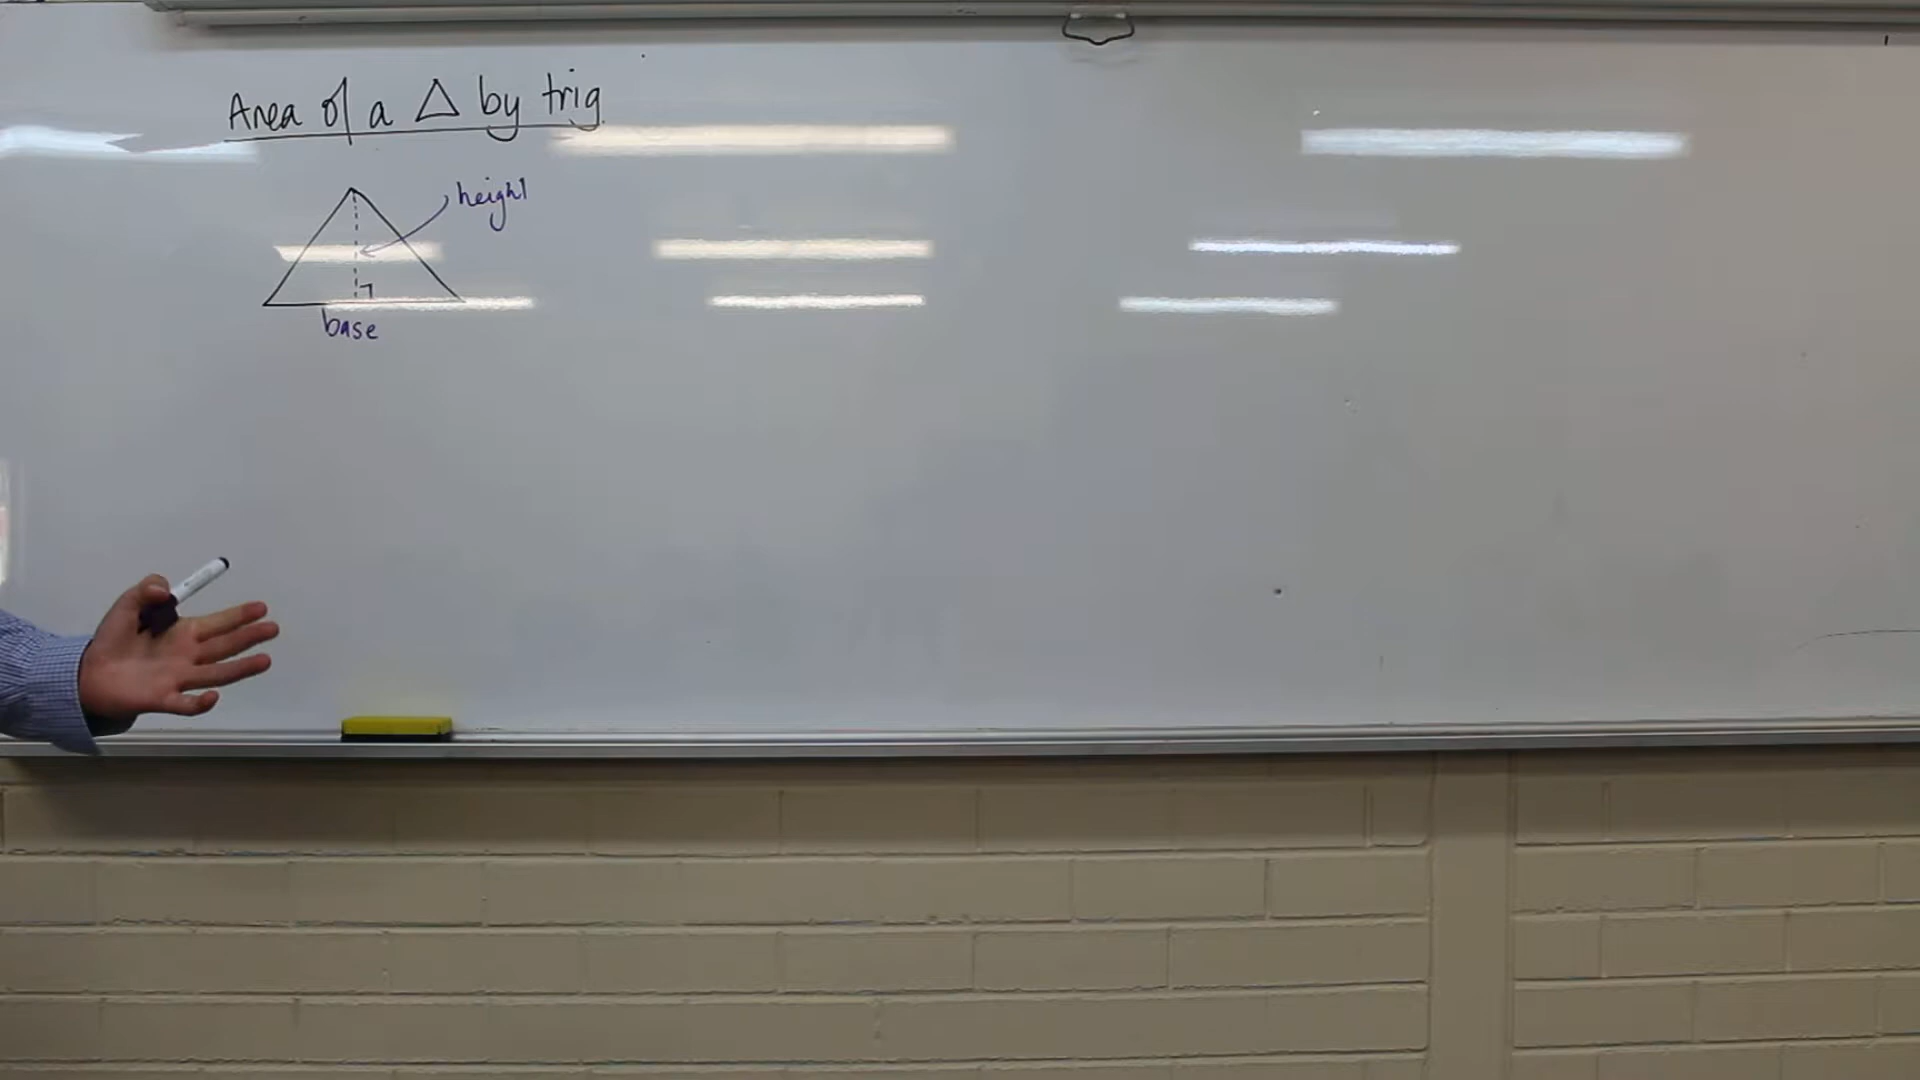 Area of a △ by trig.
height
base